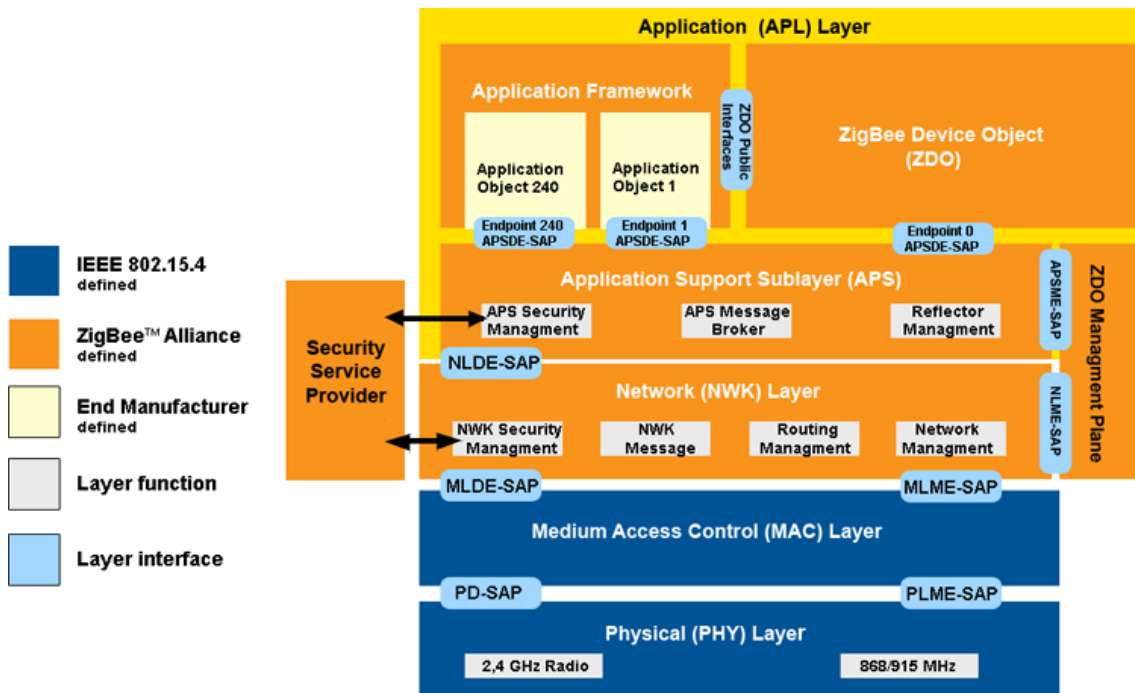 Application (APL) Layer
Application Framework
ZDO Public
Interfaces
ZigBee Device Object
(ZDO)
Application
Object 240
Application
Object 1
Endpoint 240
APSDE-SAP
Endpoint 1
APSDE-SAP
Endpoint 0
APSDE-SAP
Application Support Sublayer (APS)
APS Security
Managment
APS Message
Broker
Reflector
Managment
APSME-SAP
ZDO Managment Plane
Security
Service
Provider
NLDE-SAP
Network (NWK) Layer
NWK Security
Managment
NWK
Message
Routing
Managment
Network
Managment
NLME-SAP
MLDE-SAP
MLME-SAP
Medium Access Control (MAC) Layer
PD-SAP
PLME-SAP
Physical (PHY) Layer
2,4 GHz Radio
868/915 MHz
IEEE 802.15.4
defined
ZigBee™ Alliance
defined
End Manufacturer
defined
Layer function
Layer interface